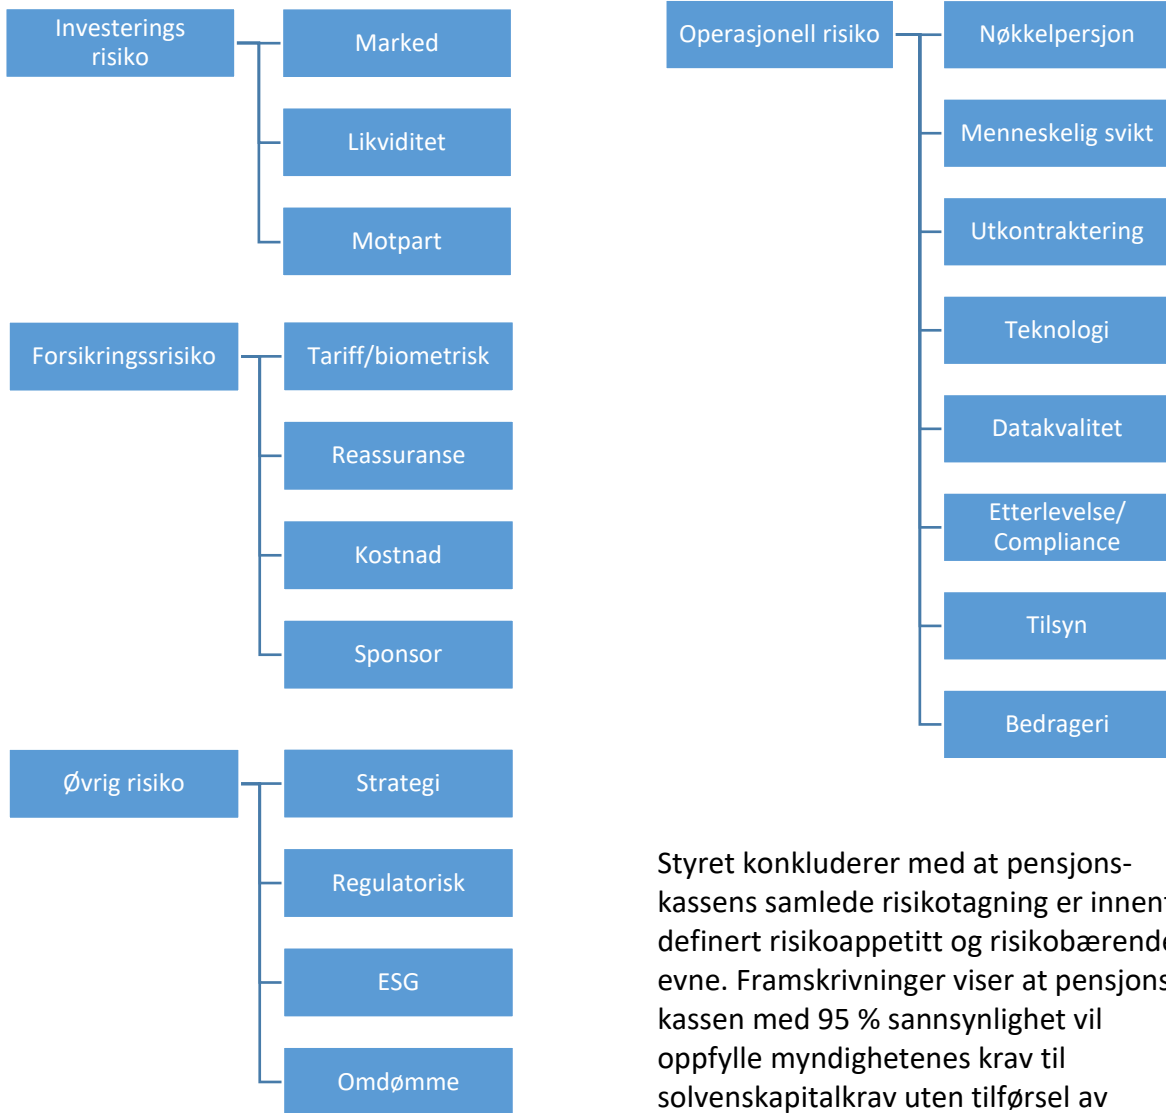 Investerings
risiko
Marked
Likviditet
Motpart
Forsikringssrisiko
Tariff/biometrisk
Reassuranse
Kostnad
Sponsor
Øvrig risiko
Strategi
Regulatorisk
ESG
Omdømme
Operasjonell risiko
Nøkkelpersjon
Menneskelig svikt
Utkontraktering
Teknologi
Datakvalitet
Etterlevelse/
Compliance
Tilsyn
Bedrageri
Styret konkluderer med at pensjons-
kassens samlede risikotagning er innenf
definert risikoappetitt og risikobærende
evne. Framskrivninger viser at pensjons
kassen med 95 % sannsynlighet vil
oppfylle myndighetenes krav til
solvenskapitalkrav uten tilførsel av